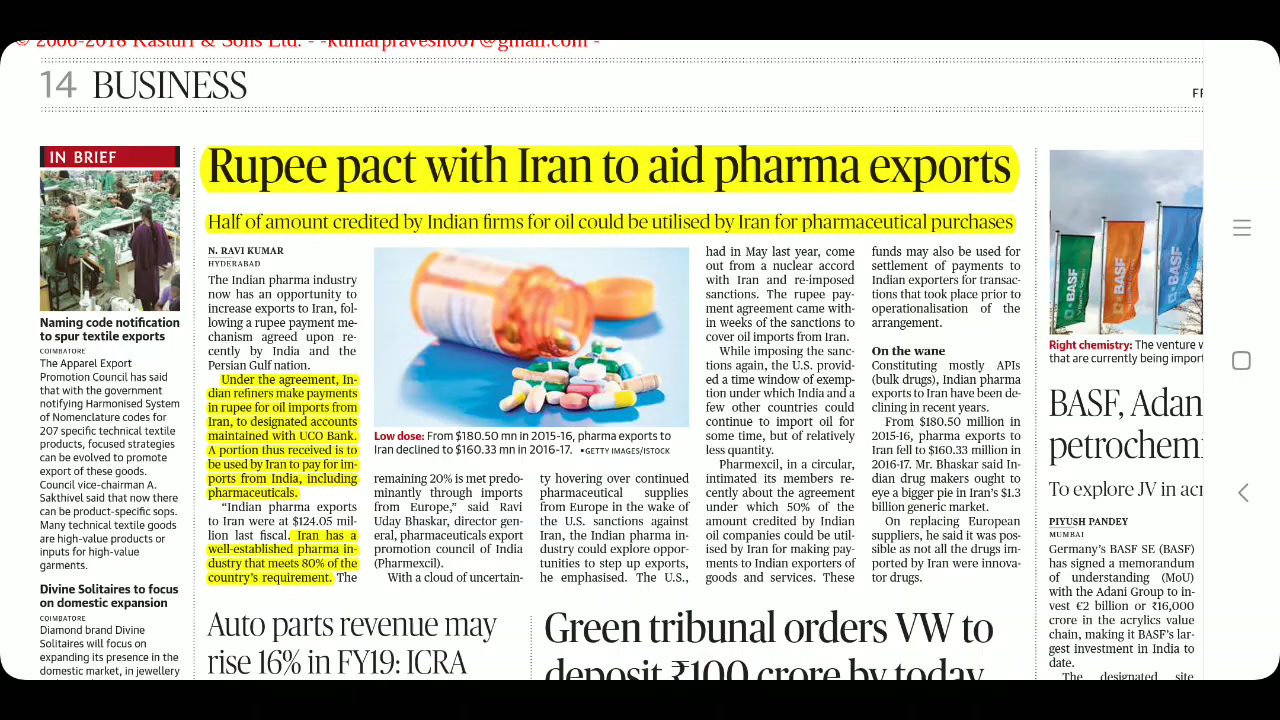 © 2006-2018 Kasturi & Sons Ltd. - -kumarpravesh007@gmail.com -
14 BUSINESS
IN BRIEF
Naming code notification
to spur textile exports
COIMBATORE
The Apparel Export
Promotion Council has said
that with the government
notifying Harmonised System
of Nomenclature codes for
207 specific technical textile
products, focused strategies
can be evolved to promote
export of these goods.
Council vice-chairman A.
Sakthivel said that now there
can be product-specific sops.
Many technical textile goods
are high-value products or
inputs for high-value
garments.
Divine Solitaires to focus
on domestic expansion
COIMBATORE
Diamond brand Divine
Solitaires will focus on
expanding its presence in the
domestic market, in jewellery
Rupee pact with Iran to aid pharma exports
Half of amount credited by Indian firms for oil could be utilised by Iran for pharmaceutical purchases
N. RAVI KUMAR
HYDERABAD
The Indian pharma industry
now has an opportunity to
increase exports to Iran, fol-
lowing a rupee payment me-
chanism agreed upon re-
cently by India and the
Persian Gulf nation.
Under the agreement, In-
dian refiners make payments
in rupee for oil imports from
Iran, to designated accounts
maintained with UCO Bank.
A portion thus received is to
be used by Iran to pay for im-
ports from India, including
pharmaceuticals.
“Indian pharma exports
to Iran were at $124.05 mil-
lion last fiscal. Iran has a
well-established pharma in-
dustry that meets 80% of the
country's requirement. The
Low dose: From $180.50 mn in 2015-16, pharma exports to
Iran declined to $160.33 mn in 2016-17. ▪GETTY IMAGES/ISTOCK
remaining 20% is met predo-
minantly through imports
from Europe,” said Ravi
Uday Bhaskar, director gen-
eral, pharmaceuticals export
promotion council of India
(Pharmexcil).
With a cloud of uncertain-
ty hovering over continued
pharmaceutical supplies
from Europe in the wake of
the U.S. sanctions against
Iran, the Indian pharma in-
dustry could explore oppor-
tunities to step up exports,
he emphasised. The U.S.,
had in May last year, come
out from a nuclear accord
with Iran and re-imposed
sanctions. The rupee pay-
ment agreement came with-
in weeks of the sanctions to
cover oil imports from Iran.
While imposing the sanc-
tions again, the U.S. provid-
ed a time window of exemp-
tion under which India and a
few other countries could
continue to import oil for
some time, but of relatively
less quantity.
Pharmexcil, in a circular,
intimated its members re-
cently about the agreement
under which 50% of the
amount credited by Indian
oil companies could be util-
ised by Iran for making pay-
ments to Indian exporters of
goods and services. These
funds may also be used for
settlement of payments to
Indian exporters for transac-
tions that took place prior to
operationalisation of the
arrangement.
On the wane
Constituting mostly APIs
(bulk drugs), Indian pharma
exports to Iran have been de-
clining in recent years.
From $180.50 million in
2015-16, pharma exports to
Iran fell to $160.33 million in
2016-17. Mr. Bhaskar said In-
dian drug makers ought to
eye a bigger pie in Iran's $1.3
billion generic market.
On replacing European
suppliers, he said it was pos-
sible as not all the drugs im-
ported by Iran were innova-
tor drugs.
Auto parts revenue may
rise 16% in FY19: ICRA
Green tribunal orders VW to
deposit ₹100 crore by today
BASF
BASF
BASF
Right chemistry: The venture w
that are currently being import
BASF, Adan
petrochem
To explore JV in acr
PIYUSH PANDEY
MUMBAI
Germany's BASF SE (BASF)
has signed a memorandum
of understanding (MoU)
with the Adani Group to in-
vest €2 billion or ₹16,000
crore in the acrylics value
chain, making it BASF's lar-
gest investment in India to
date.
The designated site